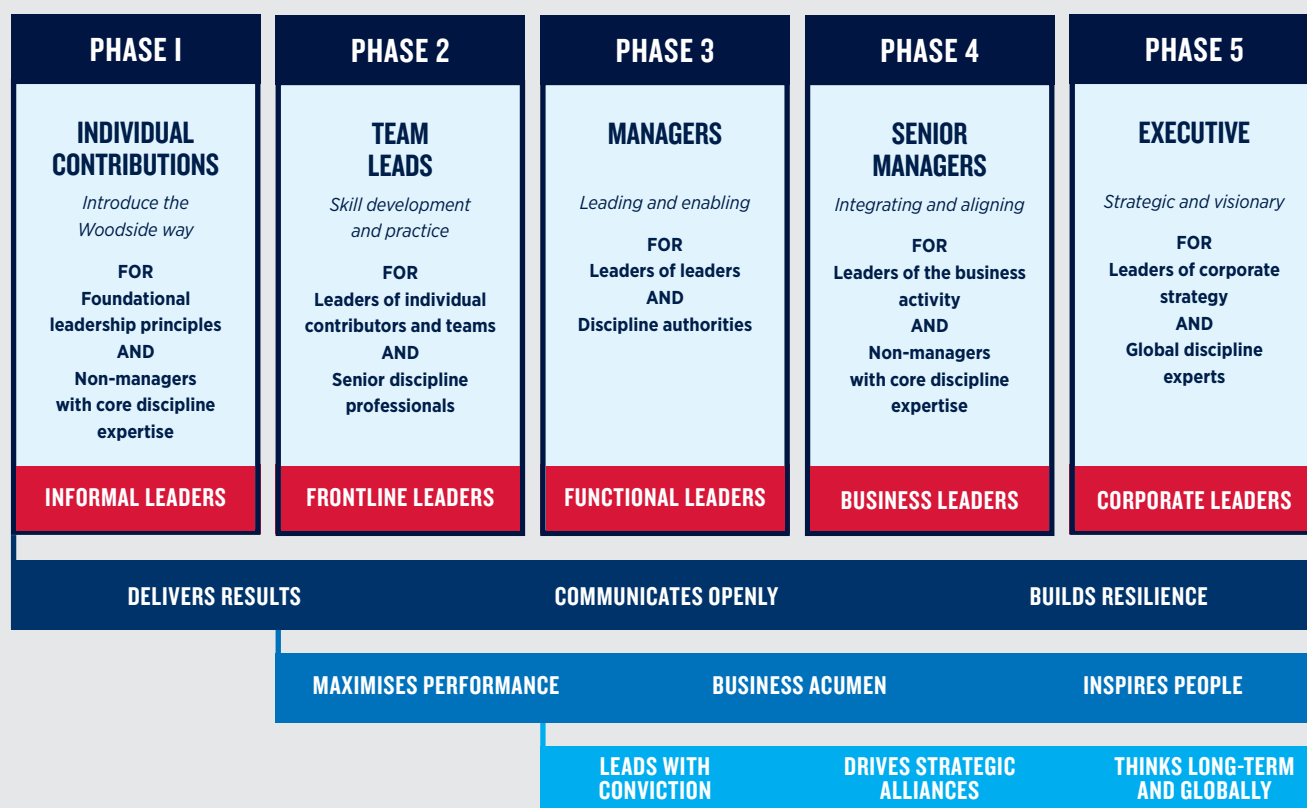 PHASE I
INDIVIDUAL
CONTRIBUTIONS
Introduce the
Woodside way
FOR
Foundational
leadership principles
AND
Non-managers
with core discipline
expertise
INFORMAL LEADERS
PHASE 2
TEAM
LEADS
Skill development
and practice
FOR
Leaders of individual
contributors and teams
AND
Senior discipline
professionals
FRONTLINE LEADERS
PHASE 3
MANAGERS
Leading and enabling
FOR
Leaders of leaders
AND
Discipline authorities
FUNCTIONAL LEADERS
PHASE 4
SENIOR
MANAGERS
Integrating and aligning
FOR
Leaders of the business
activity
AND
Non-managers
with core discipline
expertise
BUSINESS LEADERS
PHASE 5
EXECUTIVE
Strategic and visionary
FOR
Leaders of corporate
strategy
AND
Global discipline
experts
CORPORATE LEADERS
DELIVERS RESULTS COMMUNICATES OPENLY BUILDS RESILIENCE
MAXIMISES PERFORMANCE BUSINESS ACUMEN INSPIRES PEOPLE
LEADS WITH
CONVICTION
DRIVES STRATEGIC
ALLIANCES
THINKS LONG-TERM
AND GLOBALLY